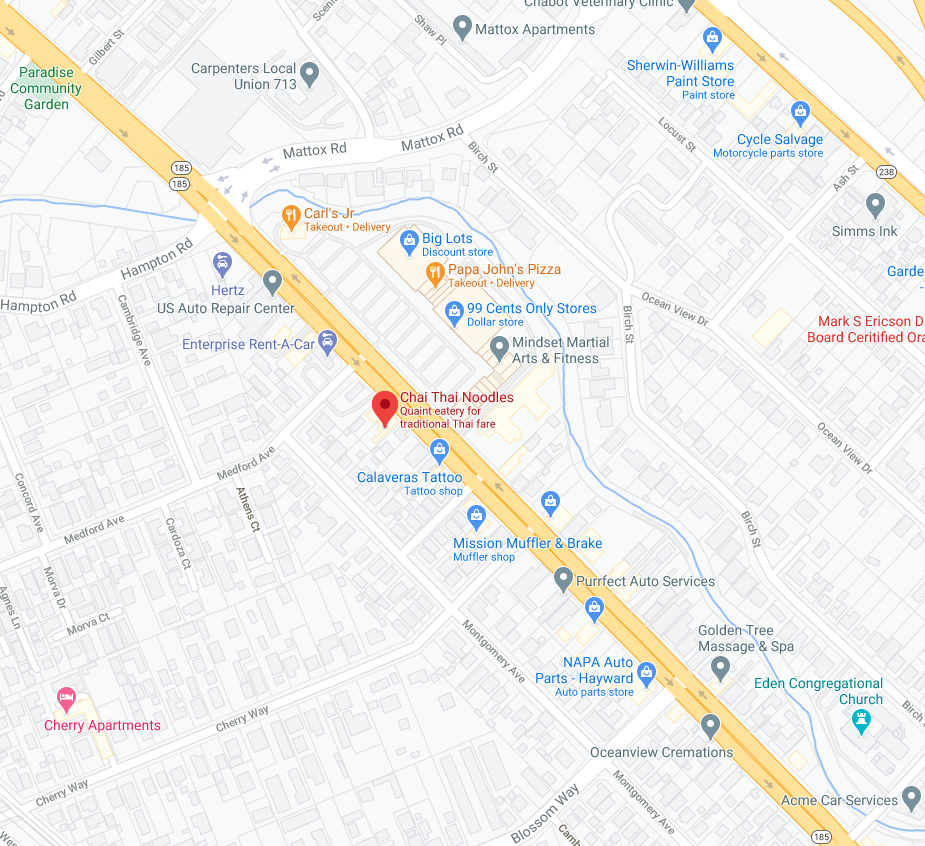 Chabot Veterinary Clinic
Scenic
Shaw Pl
Mattox Apartments
Gilbert St
Sherwin-Williams
Paint Store
Paint store
Paradise
Community
Garden
Carpenters Local
Union 713
Cycle Salvage
Motorcycle parts store
Locust St
Mattox Rd
Mattox Rd
Birch St
185
185
238
Ash St
Simms Ink
Carl's Jr
Takeout • Delivery
Big Lots
Discount store
Hampton Rd
Hampton Rd
Papa John's Pizza
Takeout • Delivery
Garde
Hertz
US Auto Repair Center
Ocean View Dr
99 Cents Only Stores
Dollar store
Birch St
Cambridge Ave
Mark S Ericson D
Board Ceritified Ora
Enterprise Rent-A-Car
Mindset Martial
Arts & Fitness
Chai Thai Noodles
Quaint eatery for
traditional Thai fare
Ocean View Dr
Medford Ave
Calaveras Tattoo
Tattoo shop
Concord Ave
Athens Ct
Medford Ave
Cardoza Ct
Birch St
Mission Muffler & Brake
Muffler shop
Purrfect Auto Services
Agnes Ln
Morva Dr
Morva Ct
Montgomery Ave
Golden Tree
Massage & Spa
NAPA Auto
Parts - Hayward
Auto parts store
Eden Congregational
Church
Cherry Apartments
Cherry Way
Birch
Oceanview Cremations
Cherry Way
Blossom Way
Montgomery Ave
Acme Car Services
185
Camb
Wes